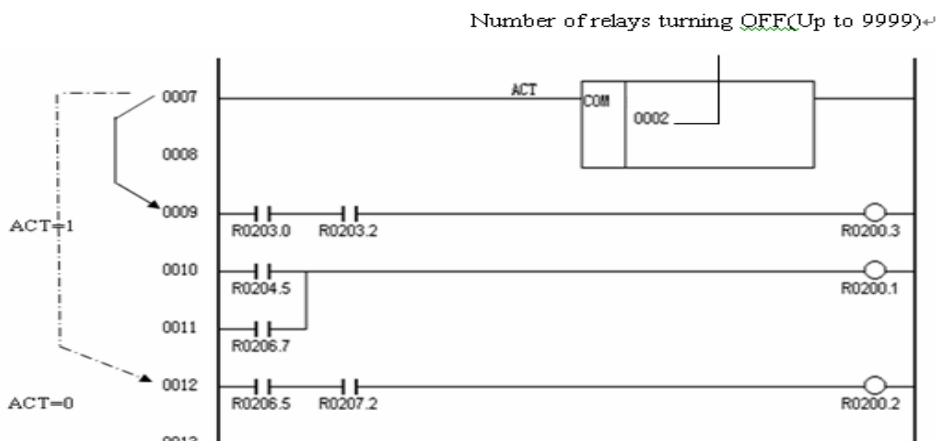 Number of relays turning OFF(Up to 9999)↵
0007 ACT COM
0002
0008
0009
ACT=1 R0203.0 R0203.2 R0200.3
0010
R0204.5 R0200.1
0011
R0206.7
0012
ACT=0 R0206.5 R0207.2 R0200.2